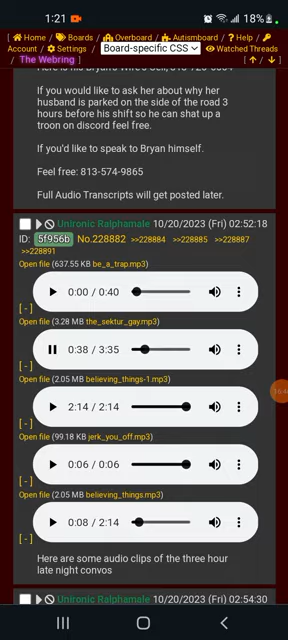 1:21
18%
[ Home / Boards / Overboard / Autismboard / Help /
Account / Settings / Board-specific CSS Watched Threads
/ The Webring ] [ ↑ / ↓ ]
If you would like to ask her about why her
husband is parked on the side of the road 3
hours before his shift so he can shat up a
troon on discord feel free.
If you'd like to speak to Bryan himself.
Feel free: 813-574-9865
Full Audio Transcripts will get posted later.
Unironic Ralphamale 10/20/2023 (Fri) 02:52:18
ID: 5f956b No.228882 >>228884 >>228885 >>228887
>>228891
Open file (637.55 KB be_a_trap.mp3)
0:00 / 0:40
[ - ]
Open file (3.28 MB the_sektur_gay.mp3)
0:38 / 3:35
[ - ]
Open file (2.05 MB believing_things-1.mp3)
2:14 / 2:14
[ - ]
Open file (99.18 KB jerk_you_off.mp3)
0:06 / 0:06
[ - ]
Open file (2.05 MB believing_things.mp3)
0:08 / 2:14
[ - ]
Here are some audio clips of the three hour
late night convos
Unironic Ralphamale 10/20/2023 (Fri) 02:54:30